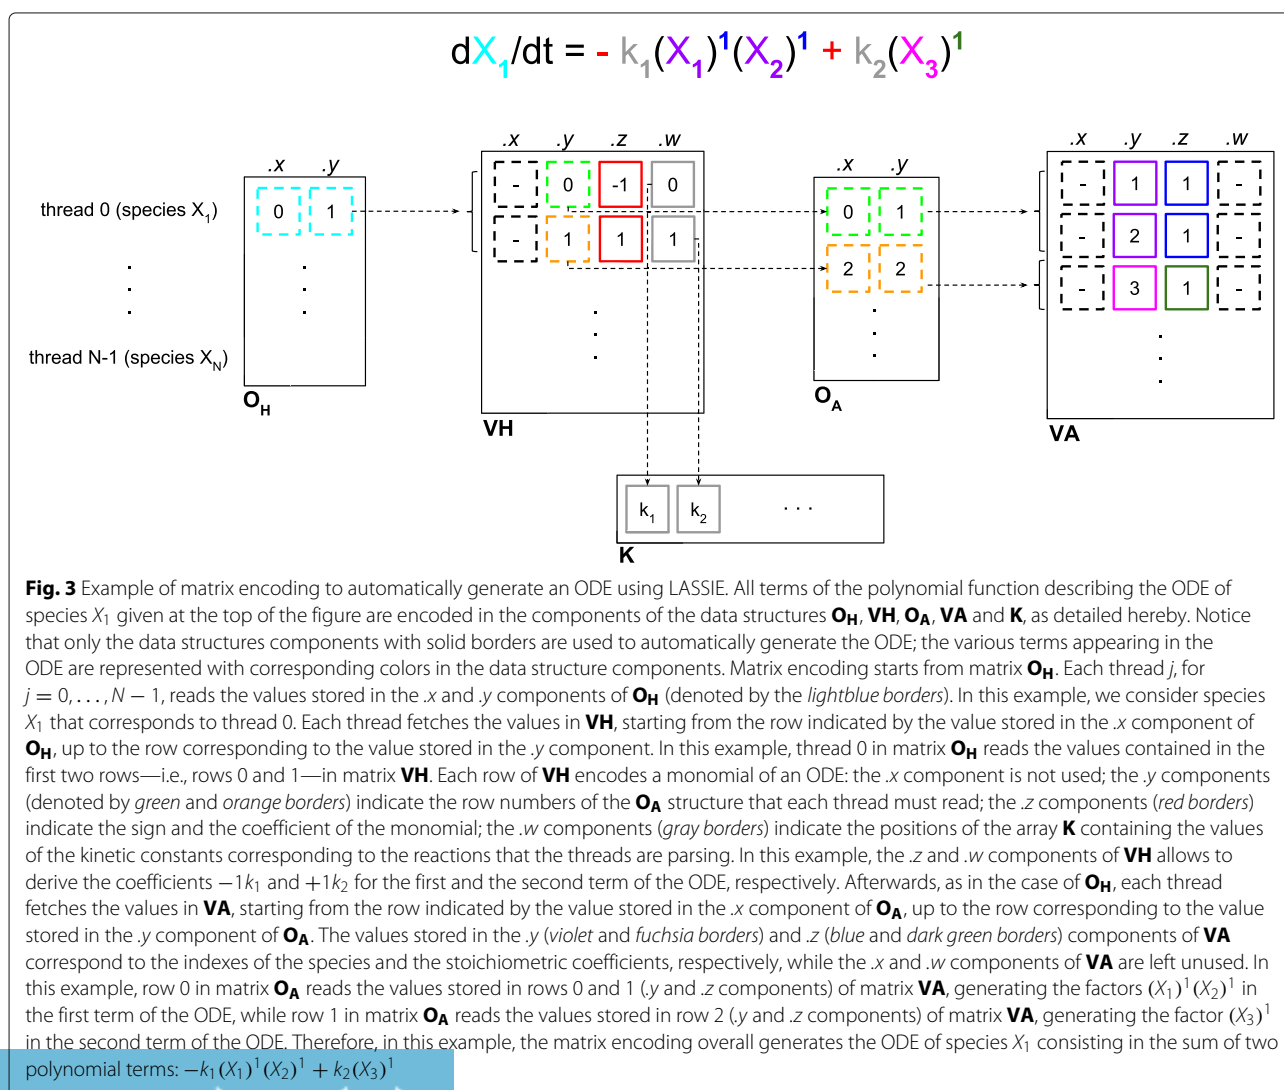 dX₁/dt = - k₁(X₁)¹(X₂)¹ + k₂(X₃)¹
.x .y .z .w
.x .y .z .w
.x .y
.x .y
- 0 -1 0
- 1 1 -
thread 0 (species X₁)
0 1
0 1
- 1 1 1
- 2 1 -
2 2
- 3 1 -
thread N-1 (species X_N)
O_H
O_A
VH
VA
k₁ k₂ · · ·
K
Fig. 3 Example of matrix encoding to automatically generate an ODE using LASSIE. All terms of the polynomial function describing the ODE of
species X₁ given at the top of the figure are encoded in the components of the data structures O_H, VH, O_A, VA and K, as detailed hereby. Notice
that only the data structures components with solid borders are used to automatically generate the ODE; the various terms appearing in the
ODE are represented with corresponding colors in the data structure components. Matrix encoding starts from matrix O_H. Each thread j, for
j = 0, . . . , N − 1, reads the values stored in the .x and .y components of O_H (denoted by the lightblue borders). In this example, we consider species
X₁ that corresponds to thread 0. Each thread fetches the values in VH, starting from the row indicated by the value stored in the .x component of
O_H, up to the row corresponding to the value stored in the .y component. In this example, thread 0 in matrix O_H reads the values contained in the
first two rows—i.e., rows 0 and 1—in matrix VH. Each row of VH encodes a monomial of an ODE: the .x component is not used; the .y components
(denoted by green and orange borders) indicate the row numbers of the O_A structure that each thread must read; the .z components (red borders)
indicate the sign and the coefficient of the monomial; the .w components (gray borders) indicate the positions of the array K containing the values
of the kinetic constants corresponding to the reactions that the threads are parsing. In this example, the .z and .w components of VH allows to
derive the coefficients −1k₁ and +1k₂ for the first and the second term of the ODE, respectively. Afterwards, as in the case of O_H, each thread
fetches the values in VA, starting from the row indicated by the value stored in the .x component of O_A, up to the row corresponding to the value
stored in the .y component of O_A. The values stored in the .y (violet and fuchsia borders) and .z (blue and dark green borders) components of VA
correspond to the indexes of the species and the stoichiometric coefficients, respectively, while the .x and .w components of VA are left unused. In
this example, row 0 in matrix O_A reads the values stored in rows 0 and 1 (.y and .z components) of matrix VA, generating the factors (X₁)¹(X₂)¹ in
the first term of the ODE, while row 1 in matrix O_A reads the values stored in row 2 (.y and .z components) of matrix VA, generating the factor (X₃)¹
in the second term of the ODE. Therefore, in this example, the matrix encoding overall generates the ODE of species X₁ consisting in the sum of two
polynomial terms: −k₁(X₁)¹(X₂)¹ + k₂(X₃)¹